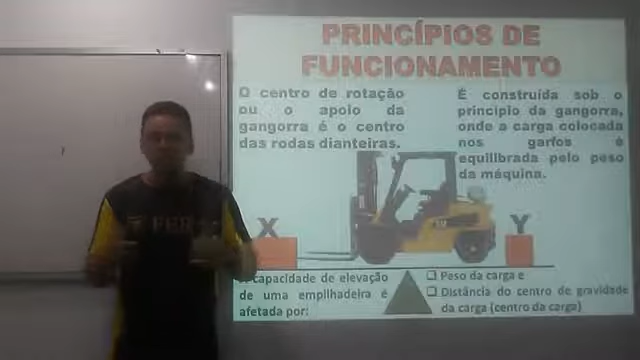 PRINCÍPIOS DE
FUNCIONAMENTO
O centro de rotação
ou o apoio da
gangorra é o centro
das rodas dianteiras.
É construída sob o
princípio da gangorra,
onde a carga colocada
nos garfos é
equilibrada pelo peso
da máquina.
X
Y
capacidade de elevação
de uma empilhadeira é
afetada por:
Peso da carga e
Distância do centro de gravidade
da carga (centro da carga)